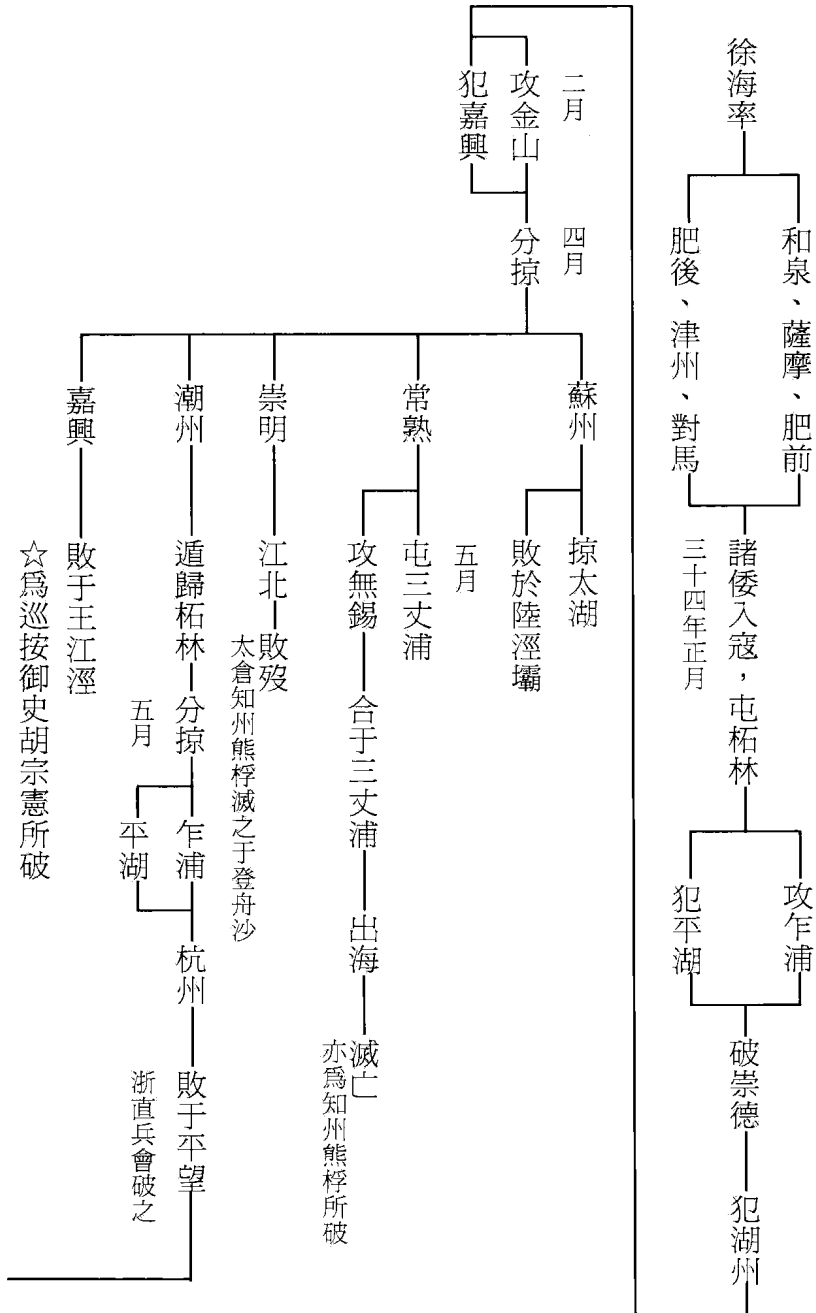 徐海率
和泉、薩摩、肥前
肥後、津州、對馬
諸倭入寇，屯柘林
三十四年正月
攻乍浦
犯平湖
破崇德
犯湖州
二月
攻金山
犯嘉興
四月
分掠
蘇州
掠太湖
敗於陸涇壩
常熟
五月
屯三丈浦
攻無錫
合于三丈浦
出海
滅亡
亦爲知州熊桴所破
崇明
江北
敗歿
太倉知州熊桴滅之于登舟沙
潮州
遁歸柘林
分掠
五月
乍浦
平湖
杭州
敗于平望
浙直兵會破之
嘉興
敗于王江涇
☆爲巡按御史胡宗憲所破